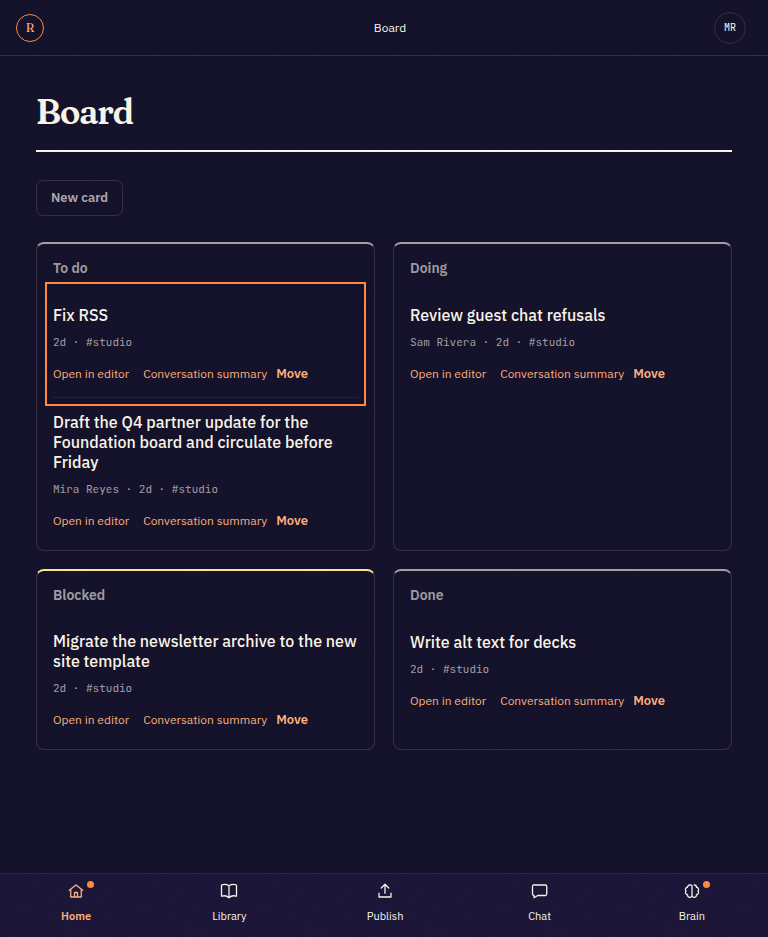 R
Board
MR
Board
New card
To do
Fix RSS
2d · #studio
Open in editor Conversation summary Move
Draft the Q4 partner update for the
Foundation board and circulate before
Friday
Mira Reyes · 2d · #studio
Open in editor Conversation summary Move
Doing
Review guest chat refusals
Sam Rivera · 2d · #studio
Open in editor Conversation summary Move
Blocked
Migrate the newsletter archive to the new
site template
2d · #studio
Open in editor Conversation summary Move
Done
Write alt text for decks
2d · #studio
Open in editor Conversation summary Move
Home
Library
Publish
Chat
Brain